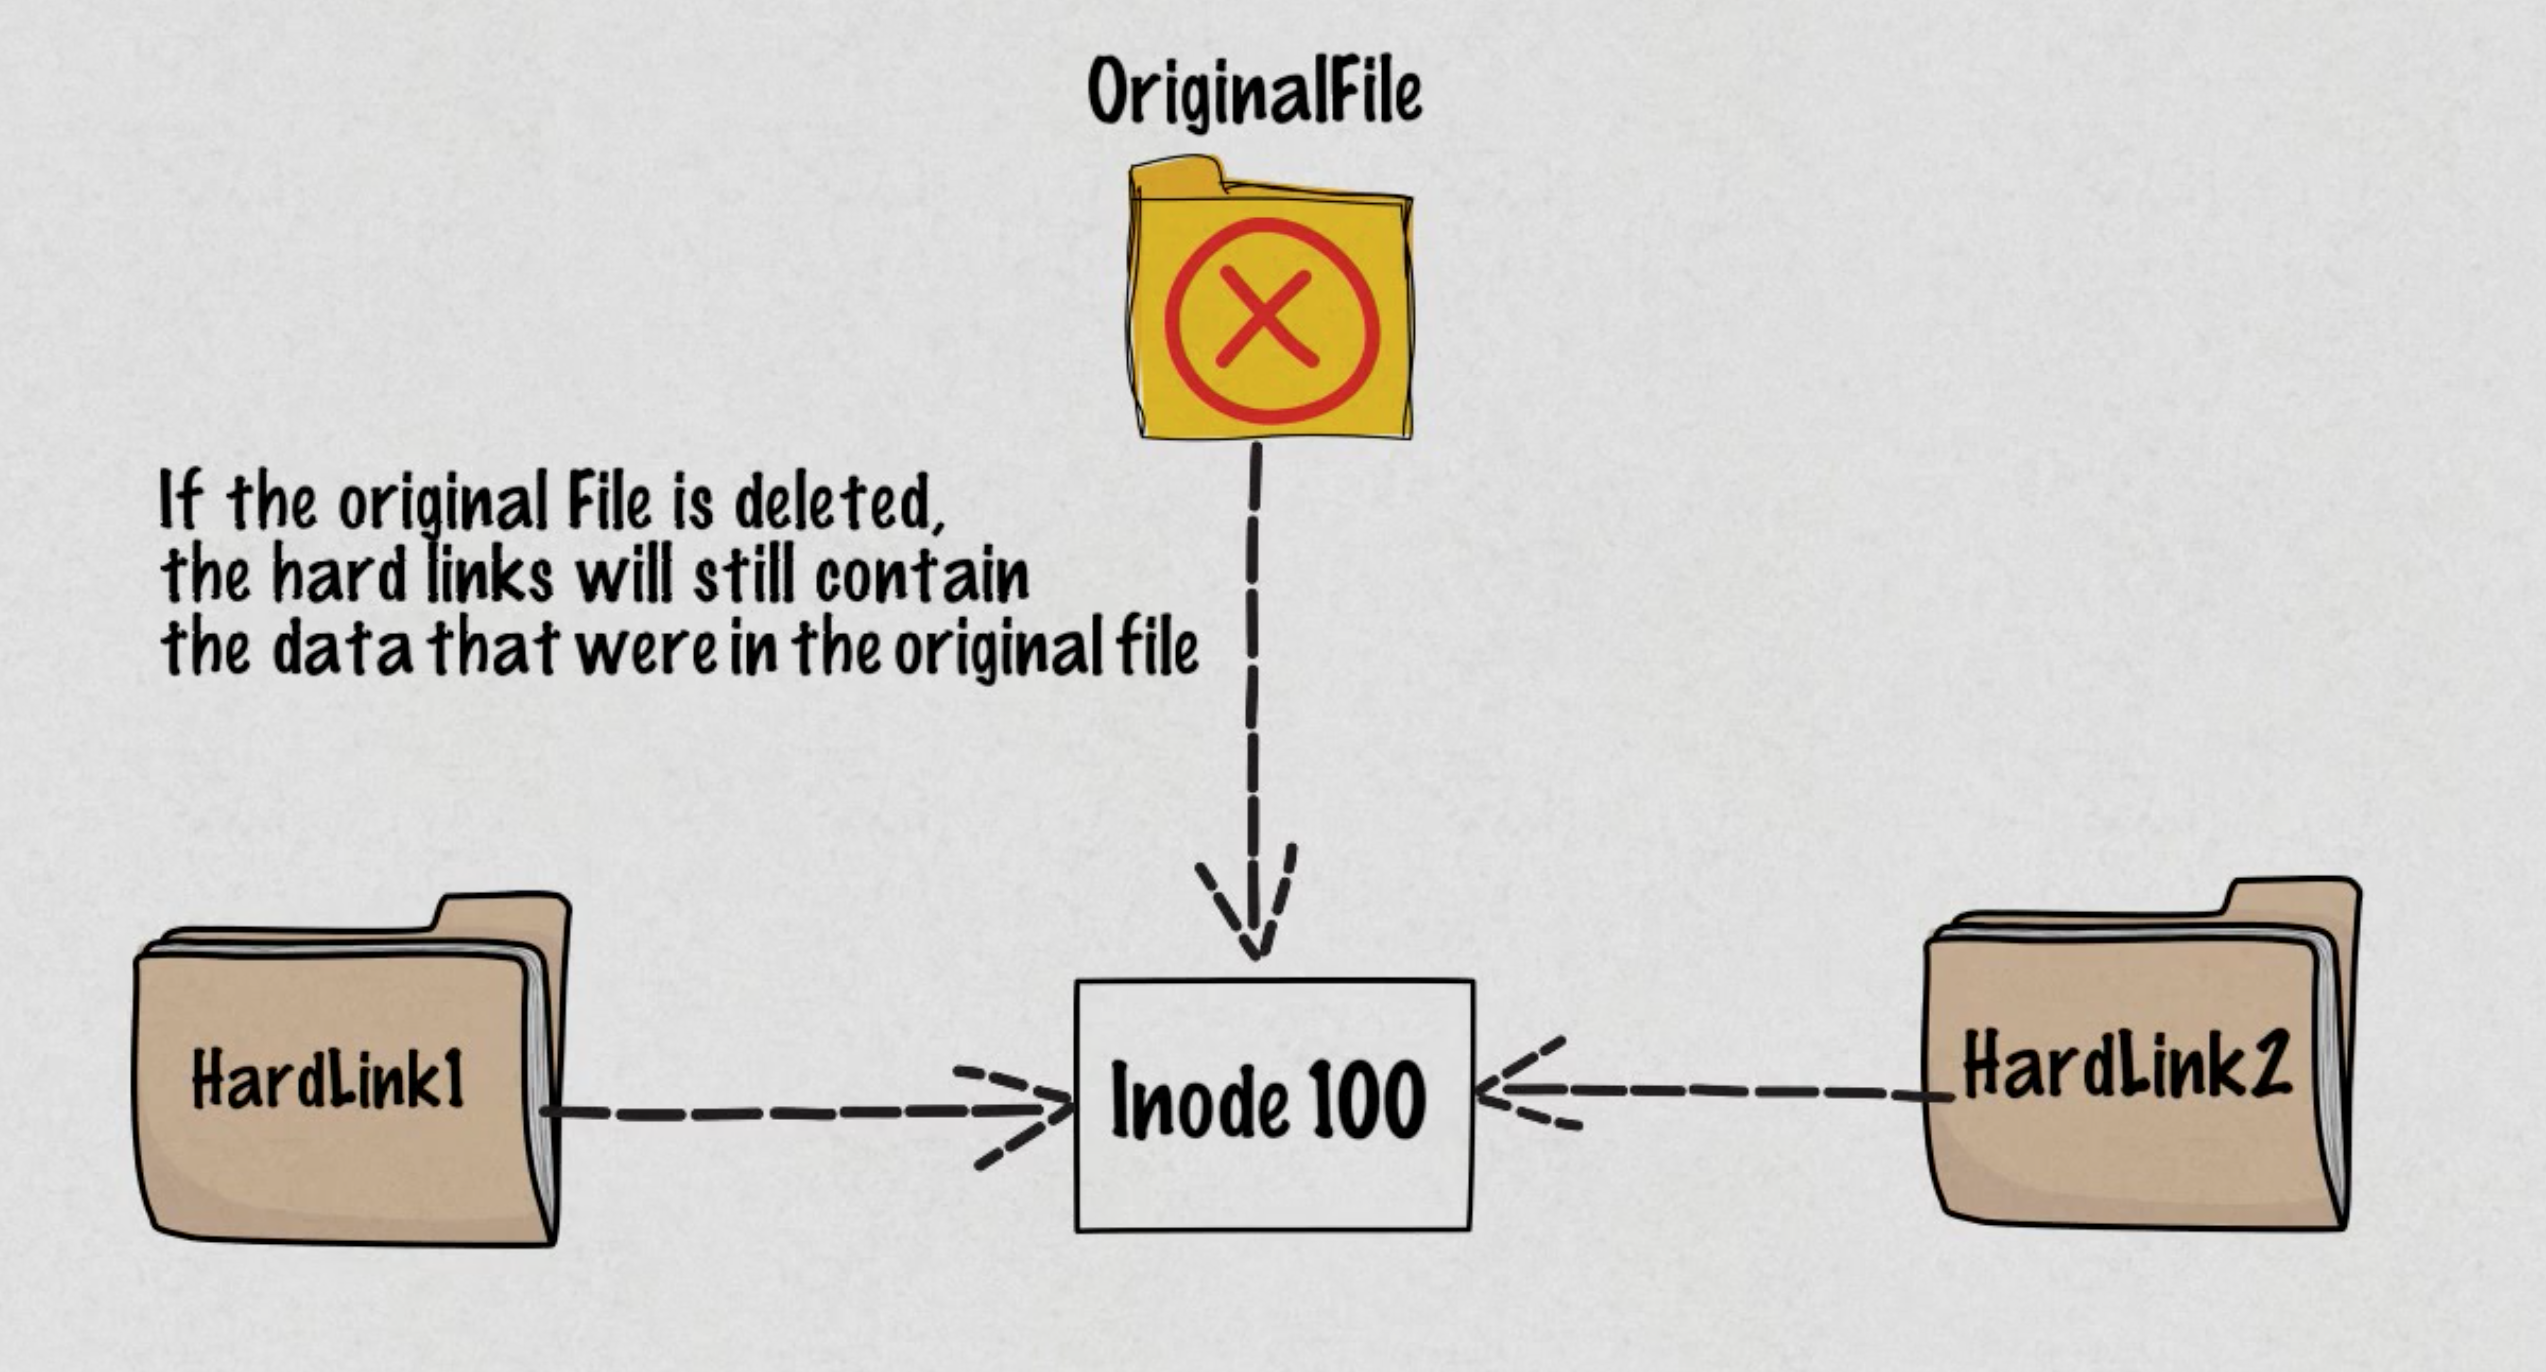 OriginalFile
If the original File is deleted,
the hard links will still contain
the data that were in the original file
HardLink1
Inode 100
HardLink2